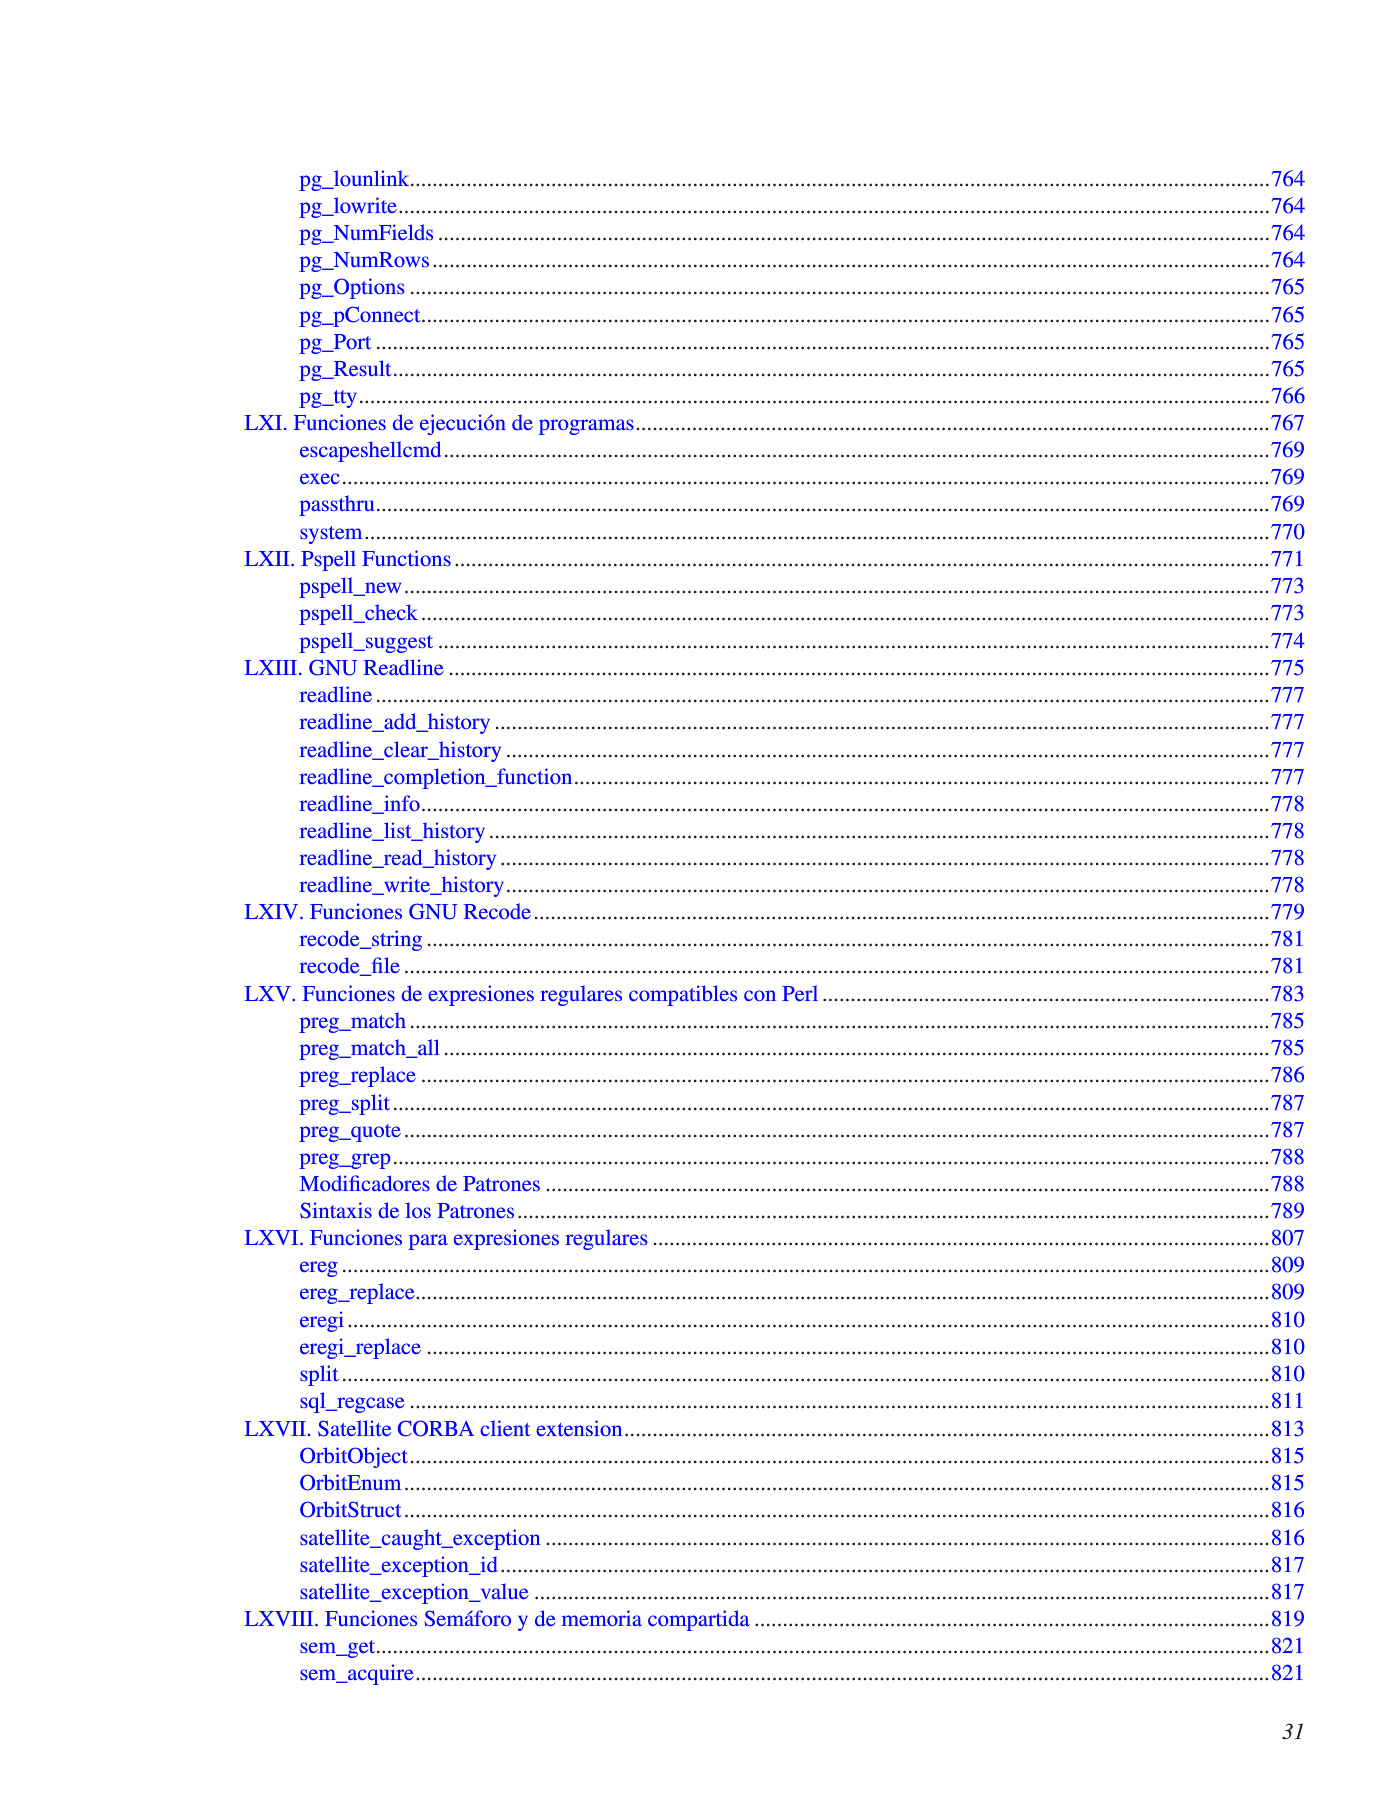 pg_lounlink...764
pg_lowrite...764
pg_NumFields...764
pg_NumRows...764
pg_Options...765
pg_pConnect...765
pg_Port...765
pg_Result...765
pg_tty...766
LXI. Funciones de ejecución de programas...767
escapeshellcmd...769
exec...769
passthru...769
system...770
LXII. Pspell Functions...771
pspell_new...773
pspell_check...773
pspell_suggest...774
LXIII. GNU Readline...775
readline...777
readline_add_history...777
readline_clear_history...777
readline_completion_function...777
readline_info...778
readline_list_history...778
readline_read_history...778
readline_write_history...778
LXIV. Funciones GNU Recode...779
recode_string...781
recode_file...781
LXV. Funciones de expresiones regulares compatibles con Perl...783
preg_match...785
preg_match_all...785
preg_replace...786
preg_split...787
preg_quote...787
preg_grep...788
Modificadores de Patrones...788
Sintaxis de los Patrones...789
LXVI. Funciones para expresiones regulares...807
ereg...809
ereg_replace...809
eregi...810
eregi_replace...810
split...810
sql_regcase...811
LXVII. Satellite CORBA client extension...813
OrbitObject...815
OrbitEnum...815
OrbitStruct...816
satellite_caught_exception...816
satellite_exception_id...817
satellite_exception_value...817
LXVIII. Funciones Semáforo y de memoria compartida...819
sem_get...821
sem_acquire...821
31